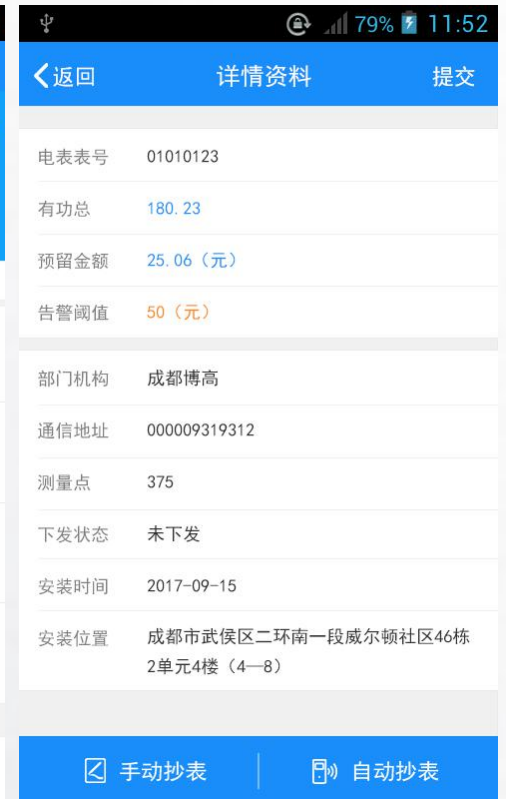 79% 11:52
返回 详情资料 提交
电表表号 01010123
有功总 180.23
预留金额 25.06（元）
告警阈值 50（元）
部门机构 成都博高
通信地址 000009319312
测量点 375
下发状态 未下发
安装时间 2017-09-15
安装位置 成都市武侯区二环南一段威尔顿社区46栋
2单元4楼（4—8）
手动抄表 自动抄表